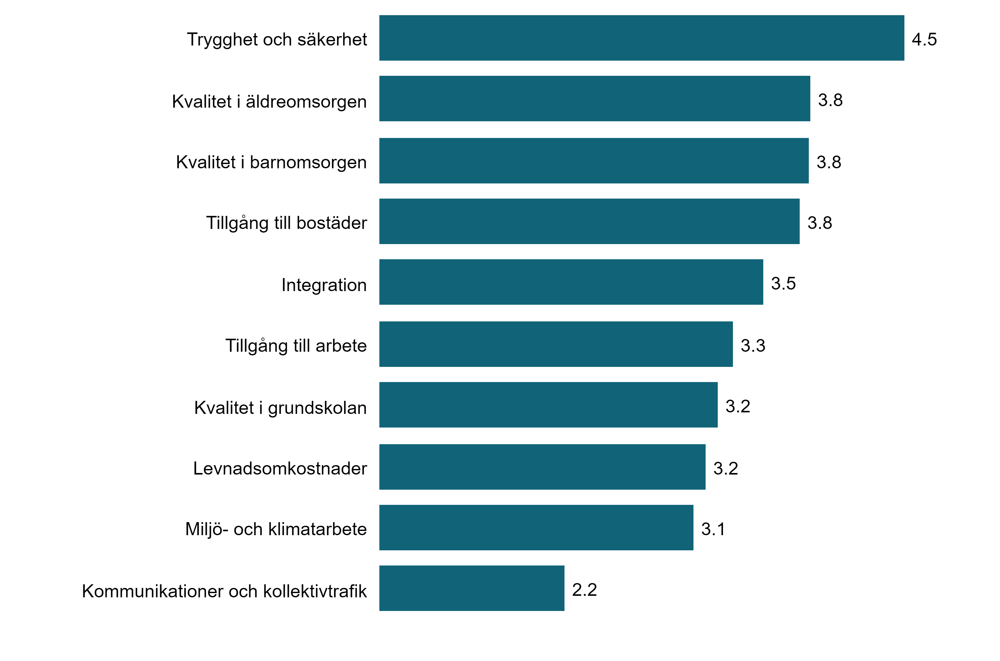 Trygghet och säkerhet 4.5
Kvalitet i äldreomsorgen 3.8
Kvalitet i barnomsorgen 3.8
Tillgång till bostäder 3.8
Integration 3.5
Tillgång till arbete 3.3
Kvalitet i grundskolan 3.2
Levnadsomkostnader 3.2
Miljö- och klimatarbete 3.1
Kommunikationer och kollektivtrafik 2.2